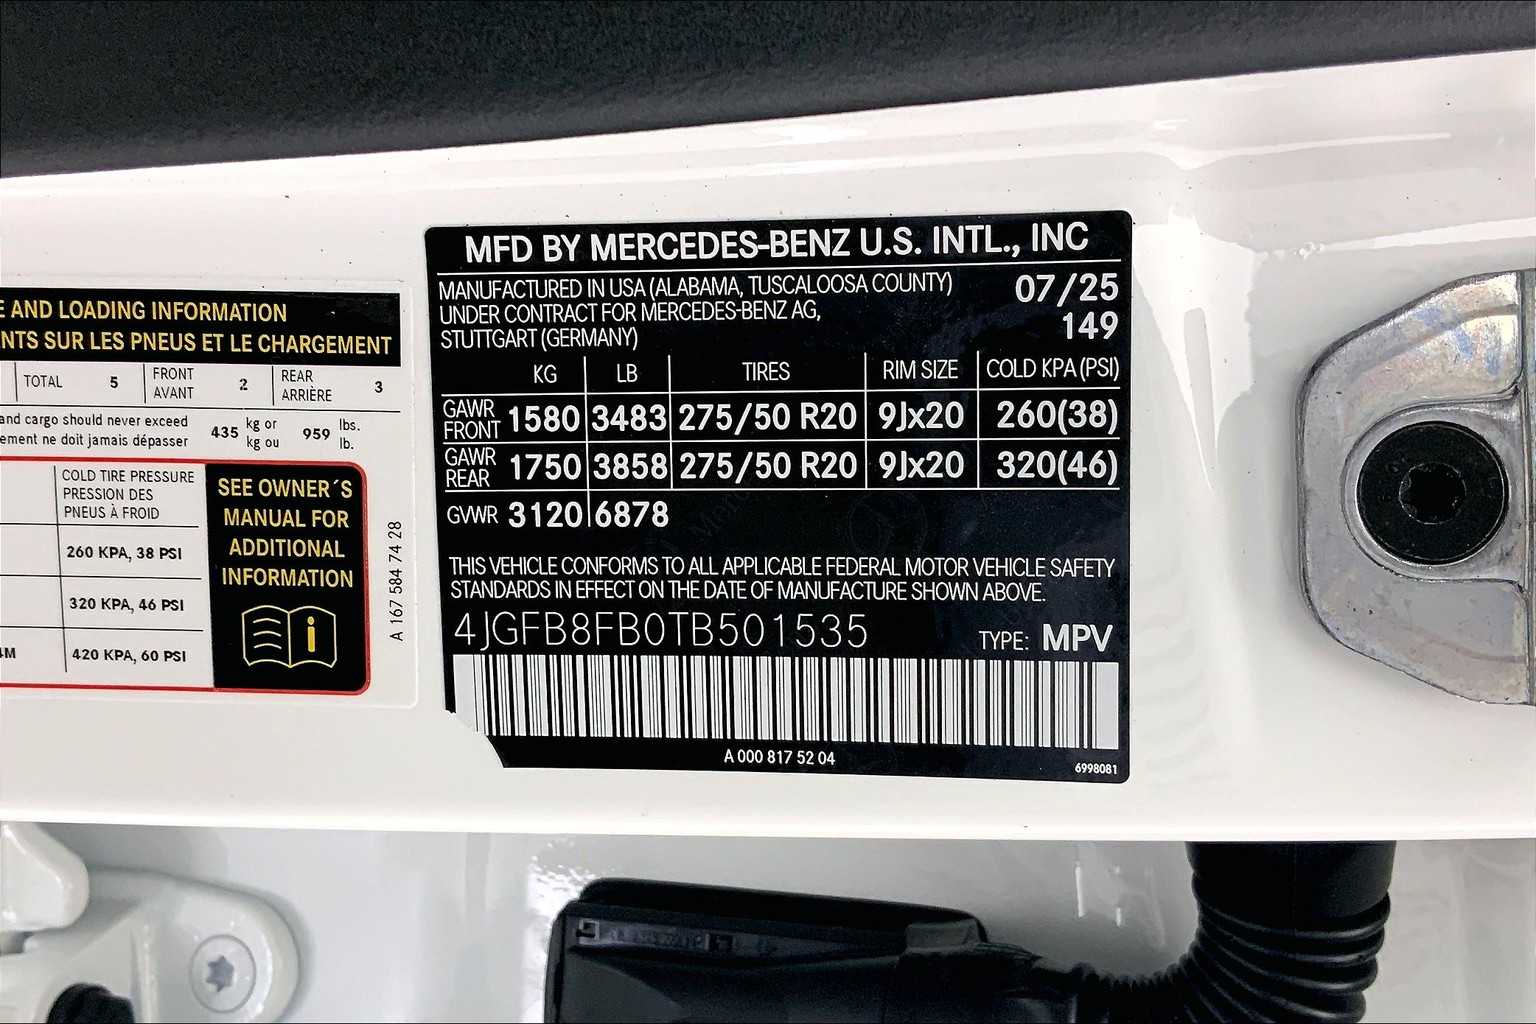 E AND LOADING INFORMATION
NTS SUR LES PNEUS ET LE CHARGEMENT
TOTAL 5 FRONT AVANT 2 REAR ARRIÈRE 3
and cargo should never exceed
ement ne doit jamais dépasser
435 kg or kg ou 959 lbs. lb.
COLD TIRE PRESSURE
PRESSION DES
PNEUS À FROID
260 KPA, 38 PSI
320 KPA, 46 PSI
4M 420 KPA, 60 PSI
SEE OWNER´S
MANUAL FOR
ADDITIONAL
INFORMATION
i
A 167 584 74 28
MFD BY MERCEDES-BENZ U.S. INTL., INC
MANUFACTURED IN USA (ALABAMA, TUSCALOOSA COUNTY) 07/25
UNDER CONTRACT FOR MERCEDES-BENZ AG, 149
STUTTGART (GERMANY)
KG LB TIRES RIM SIZE COLD KPA (PSI)
GAWR FRONT 1580 3483 275/50 R20 9Jx20 260(38)
GAWR REAR 1750 3858 275/50 R20 9Jx20 320(46)
GVWR 3120 6878
THIS VEHICLE CONFORMS TO ALL APPLICABLE FEDERAL MOTOR VEHICLE SAFETY
STANDARDS IN EFFECT ON THE DATE OF MANUFACTURE SHOWN ABOVE.
4JGFB8FB0TB501535 TYPE: MPV
A 000 817 52 04
6998081